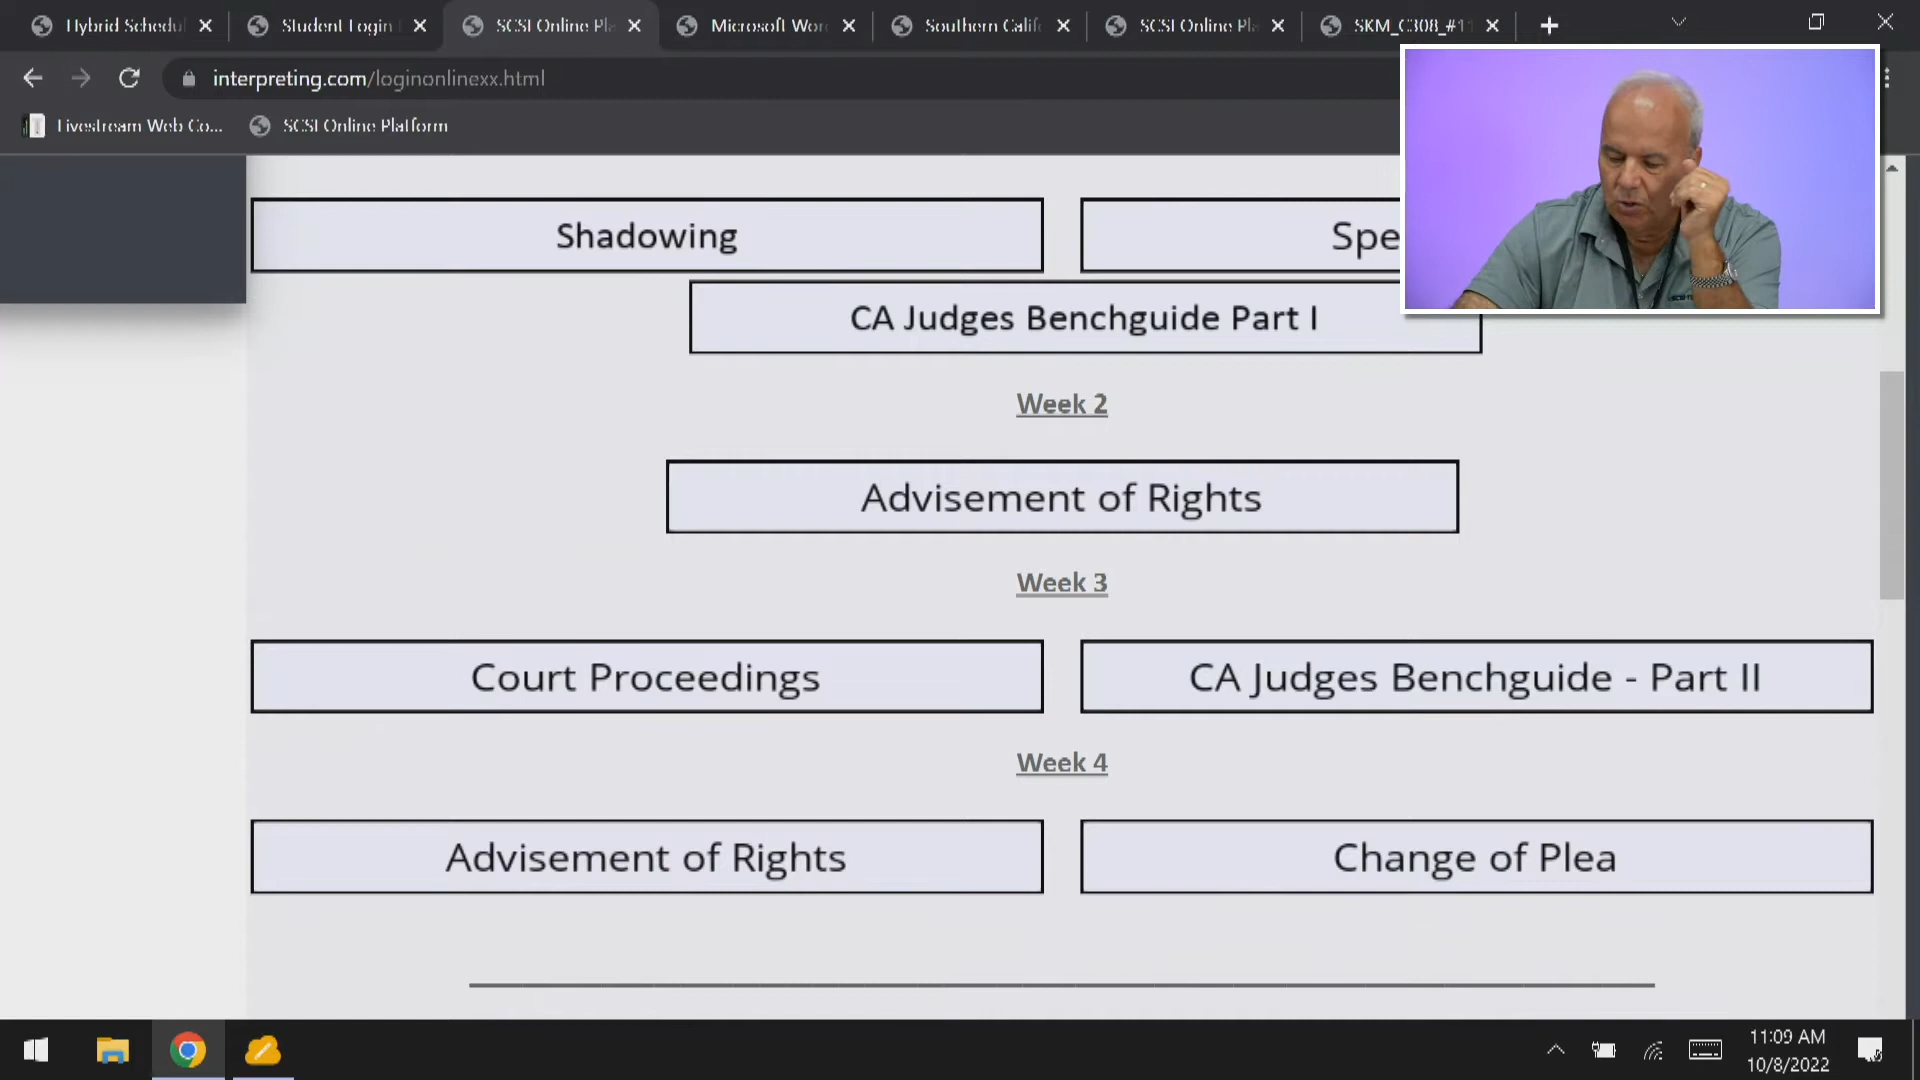 Hybrid Schedul
Student Login
SCSI Online Pla
Microsoft Wor
Southern Calif
SCSI Online Pla
SKM_C308_#11
interpreting.com/loginonlinexx.html
Livestream Web Co...
SCSI Online Platform
Shadowing
Spe
CA Judges Benchguide Part I
Week 2
Advisement of Rights
Week 3
Court Proceedings
CA Judges Benchguide - Part II
Week 4
Advisement of Rights
Change of Plea
11:09 AM
10/8/2022